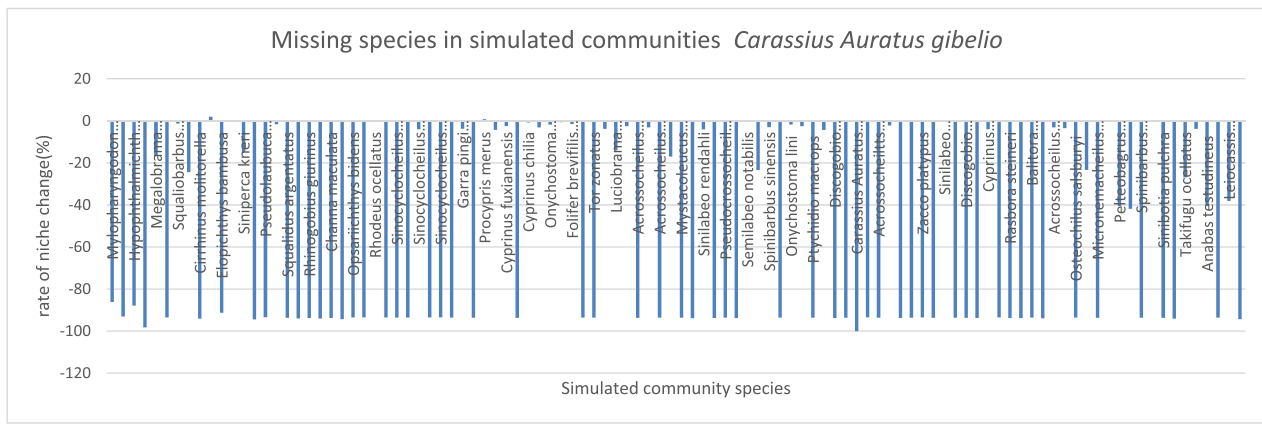 Missing species in simulated communities Carassius Auratus gibelio
rate of niche change(%)
20
0
-20
-40
-60
-80
-100
-120
Mylopharyngodon…
Hypophthalmichth…
Megalobrama…
Squaliobarbus…
Cirrhinus molitorella
Elopichthys bambusa
Siniperca kneri
Pseudolaubuca…
Squalidus argentatus
Rhinogobius giurinus
Channa maculata
Opsariichthys bidens
Rhodeus ocellatus
Sinocyclocheilus…
Sinocyclocheilus…
Sinocyclocheilus…
Garra pingi…
Procypris merus
Cyprinus fuxianensis
Cyprinus chilia
Onychostoma…
Folifer brevifilis…
Tor zonatus
Luciobrama…
Acrossocheilus…
Acrossocheilus…
Mystacoleucus…
Sinilabeo rendahli
Pseudocrossocheil…
Semilabeo notabilis
Spinibarbus sinensis
Onychostoma lini
Ptychidio macrops
Discogobio…
Carassius Auratus…
Acrossocheiltts…
Zacco platypus
Sinilabeo…
Discogobio…
Cyprinus…
Rasbora steineri
Balitora…
Acrossocheilus…
Osteochilus salsburyi
Micronemacheilus…
Pelteobagrus…
Spinibarbus…
Sinibotia pulchra
Takifugu ocellatus
Anabas testudineus
Leiocassis…
Simulated community species